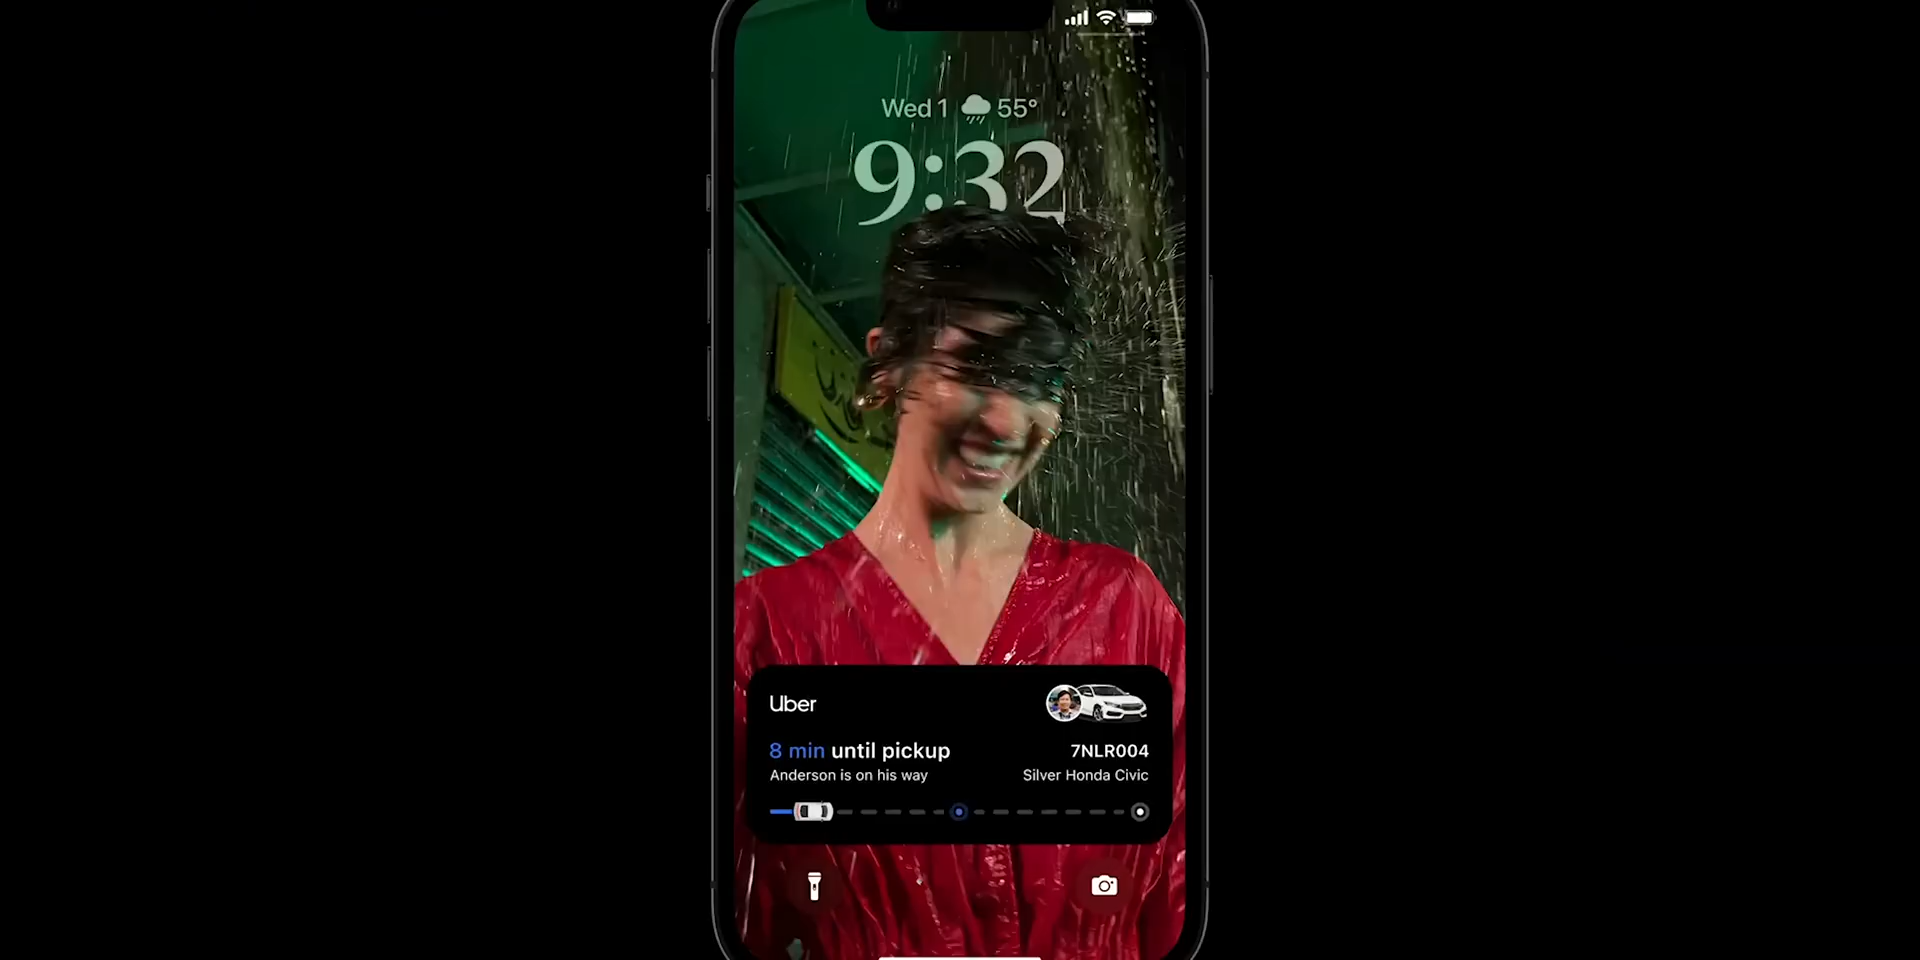 Wed 1 55°
9:32
Uber
8 min until pickup
7NLR004
Anderson is on his way
Silver Honda Civic